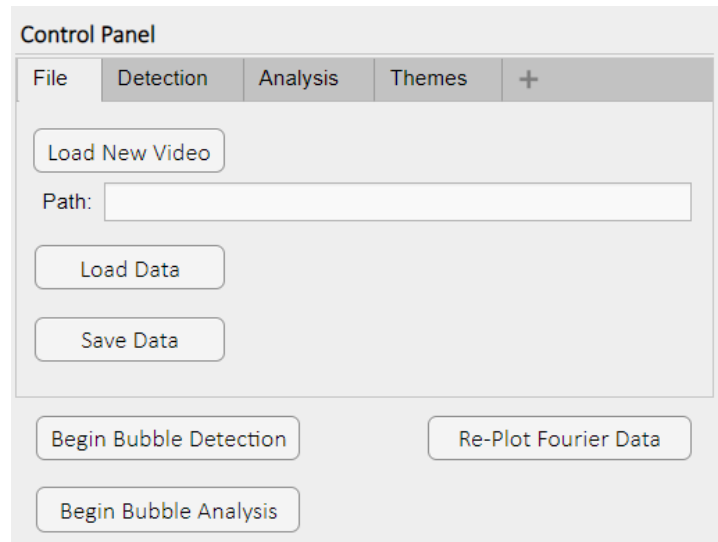 Control Panel
File Detection Analysis Themes +
Load New Video
Path:
Load Data
Save Data
Begin Bubble Detection Re-Plot Fourier Data
Begin Bubble Analysis